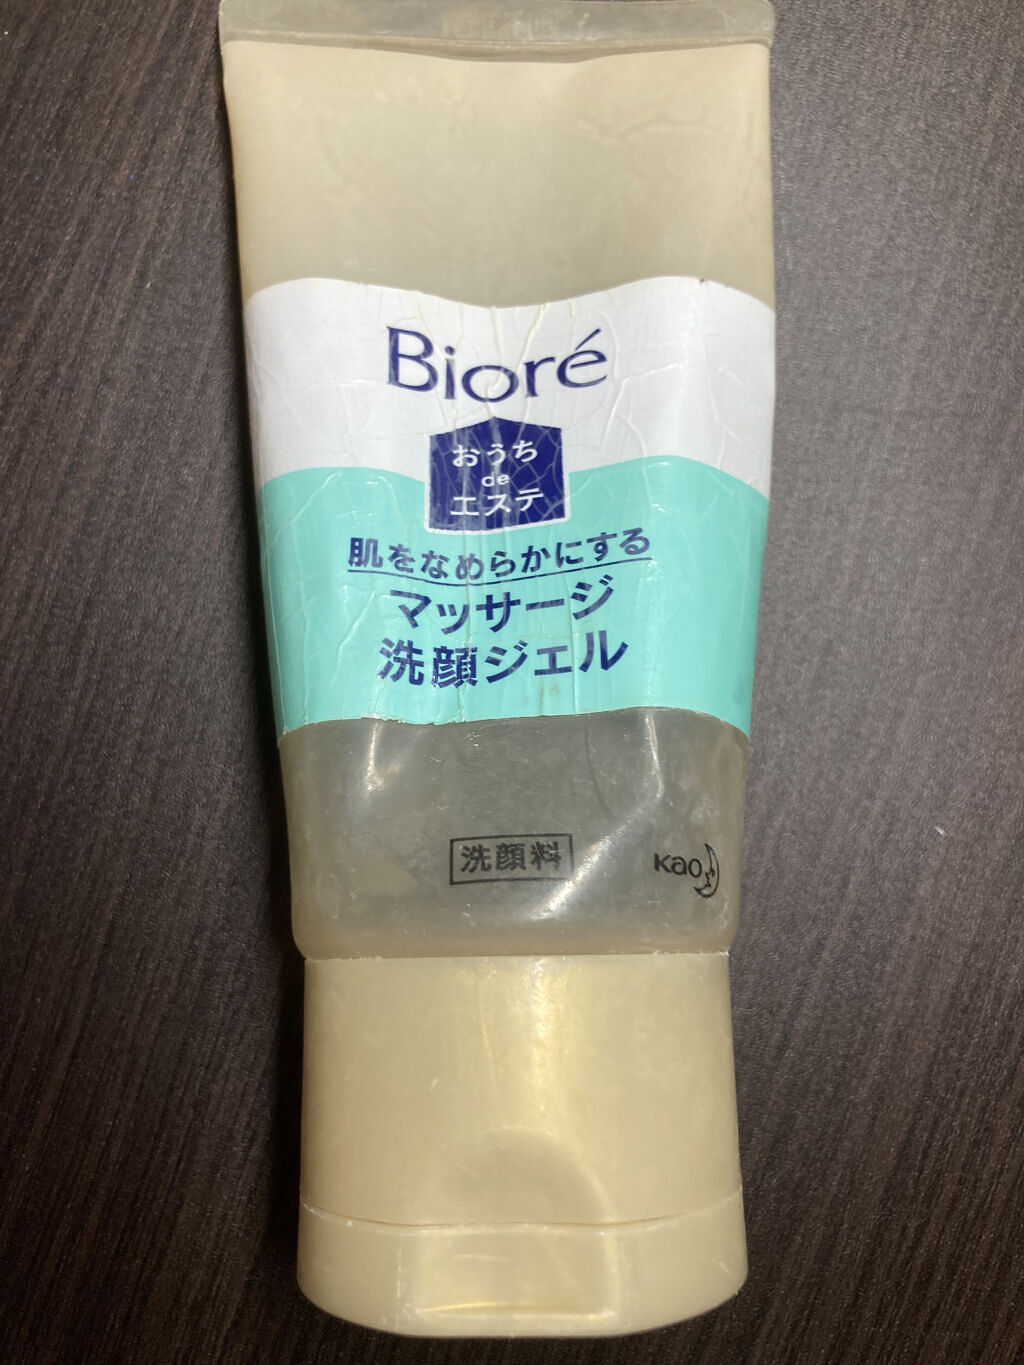 Bioré
おうち
de
エステ
肌をなめらかにする
マッサージ
洗顔ジェル
洗顔料
Kao